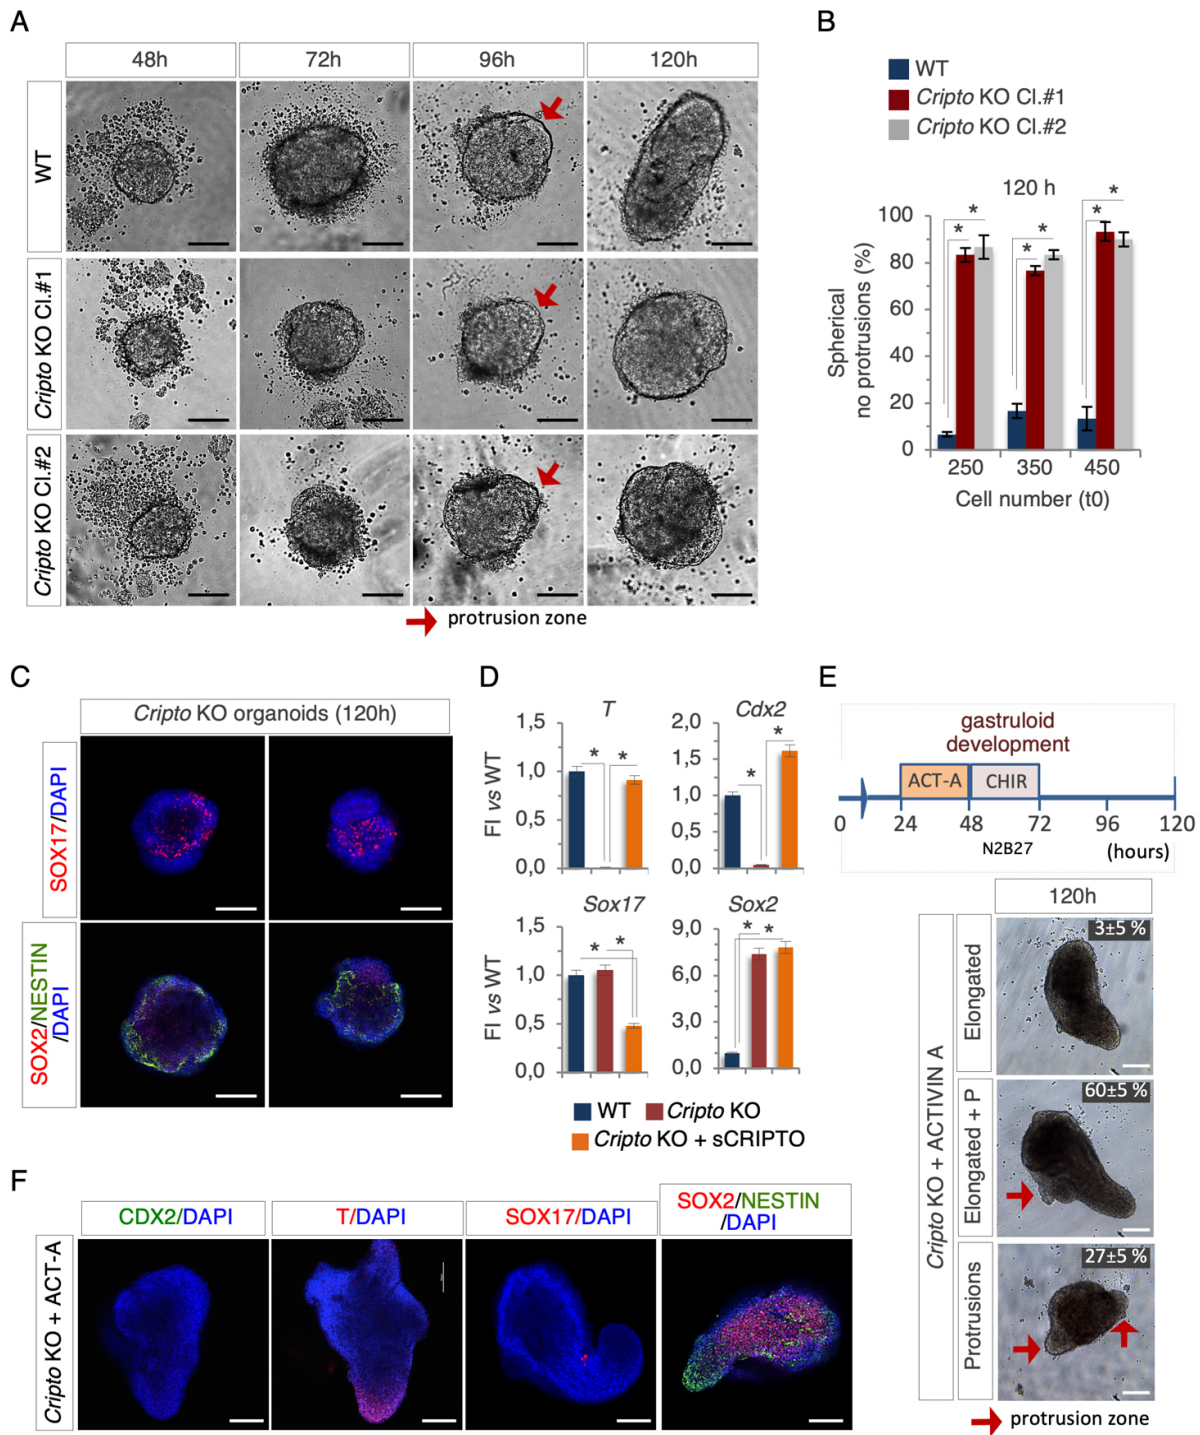 A
48h 72h 96h 120h
WT
Cripto KO Cl.#1
Cripto KO Cl.#2
protrusion zone
B
WT
Cripto KO Cl.#1
Cripto KO Cl.#2
120 h
Spherical
no protrusions (%)
100
80
60
40
20
0
* * * * * *
250 350 450
Cell number (t0)
C
Cripto KO organoids (120h)
SOX17/DAPI
SOX2/NESTIN
/DAPI
D
T
FI vs WT
1,5
1,0
0,5
0,0
* *
Cdx2
2,0
1,5
1,0
0,5
0,0
* *
Sox17
FI vs WT
1,5
1,0
0,5
0,0
* *
Sox2
9,0
6,0
3,0
0,0
* *
WT Cripto KO
Cripto KO + sCRIPTO
E
gastruloid
development
ACT-A CHIR
0 24 48 72 96 120
N2B27 (hours)
120h
Cripto KO + ACTIVIN A
Elongated
3±5 %
Elongated + P
60±5 %
Protrusions
27±5 %
protrusion zone
F
CDX2/DAPI
T/DAPI
SOX17/DAPI
SOX2/NESTIN
/DAPI
Cripto KO + ACT-A